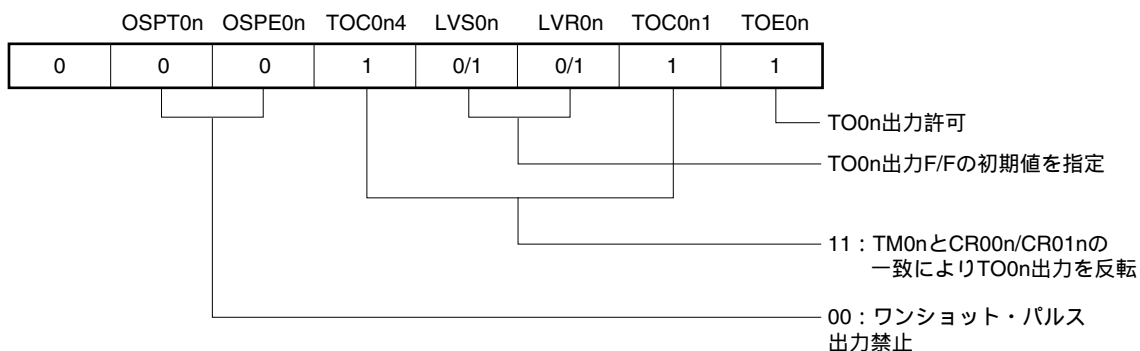 OSPT0n OSPE0n TOC0n4 LVS0n LVR0n TOC0n1 TOE0n
0 0 0 1 0/1 0/1 1 1
TO0n出力許可
TO0n出力F/Fの初期値を指定
11：TM0nとCR00n/CR01nの
一致によりTO0n出力を反転
00：ワンショット・パルス
出力禁止